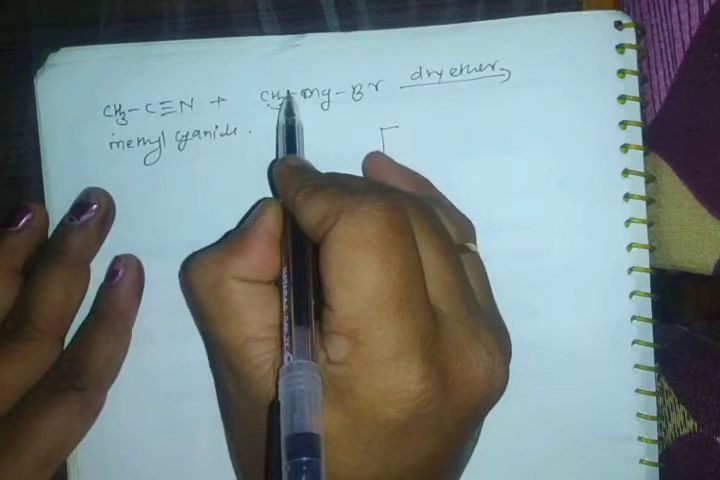 CH₃-C≡N + CH₃-Mg-Br dry ether
methyl cyanide.